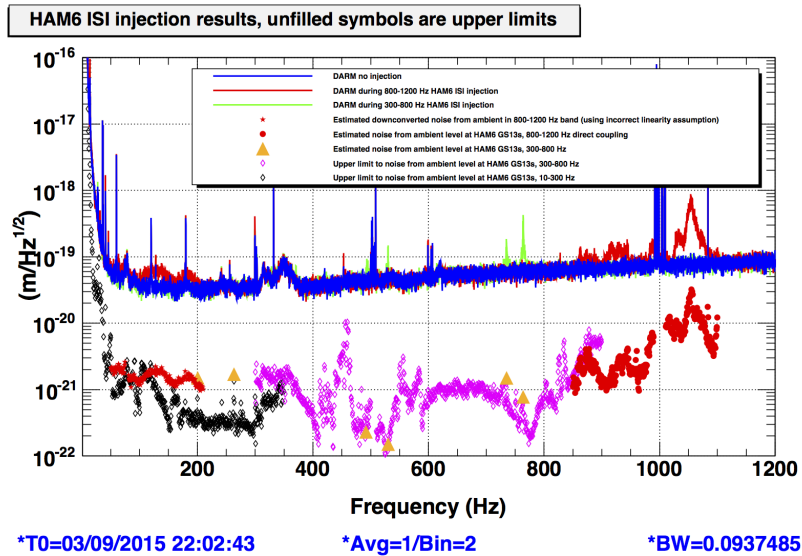 HAM6 ISI injection results, unfilled symbols are upper limits
10-16
DARM no injection
DARM during 800-1200 Hz HAM6 ISI injection
DARM during 300-800 Hz HAM6 ISI injection
Estimated downconverted noise from ambient in 800-1200 Hz band (using incorrect linearity assumption)
Estimated noise from ambient level at HAM6 GS13s, 800-1200 Hz direct coupling
Estimated noise from ambient level at HAM6 GS13s, 300-800 Hz
Upper limit to noise from ambient level at HAM6 GS13s, 300-800 Hz
Upper limit to noise from ambient level at HAM6 GS13s, 10-300 Hz
10-17
10-18
10-19
10-20
10-21
10-22
(m/Hz1/2)
200 400 600 800 1000 1200
Frequency (Hz)
*T0=03/09/2015 22:02:43 *Avg=1/Bin=2 *BW=0.0937485